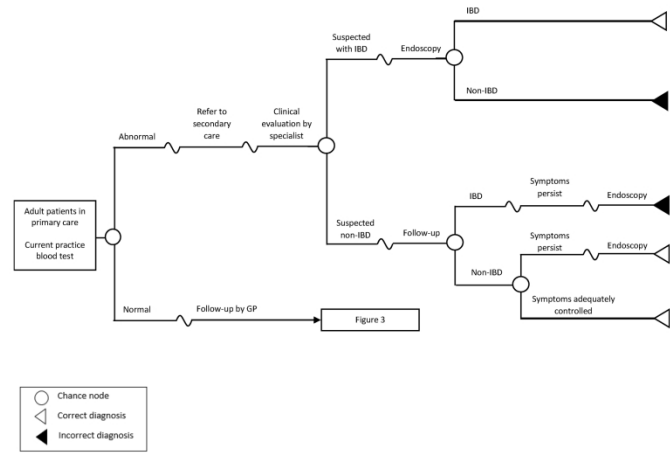 IBD
Suspected
with IBD
Endoscopy
Non-IBD
Abnormal
Refer to
secondary
care
Clinical
evaluation by
specialist
Adult patients in
primary care
Current practice
blood test
Suspected
non-IBD
Follow-up
IBD
Symptoms
persist
Endoscopy
Non-IBD
Symptoms
persist
Endoscopy
Symptoms adequately
controlled
Normal
Follow-up by GP
Figure 3
Chance node
Correct diagnosis
Incorrect diagnosis